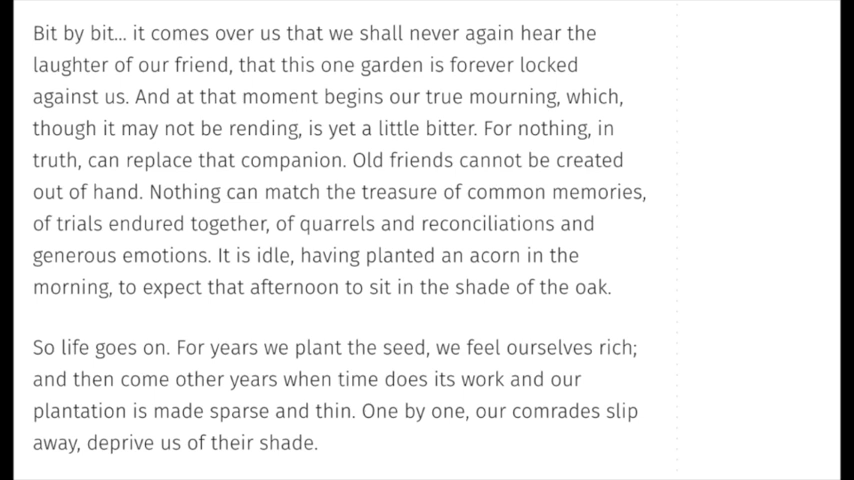 Bit by bit... it comes over us that we shall never again hear the
laughter of our friend, that this one garden is forever locked
against us. And at that moment begins our true mourning, which,
though it may not be rending, is yet a little bitter. For nothing, in
truth, can replace that companion. Old friends cannot be created
out of hand. Nothing can match the treasure of common memories,
of trials endured together, of quarrels and reconciliations and
generous emotions. It is idle, having planted an acorn in the
morning, to expect that afternoon to sit in the shade of the oak.
So life goes on. For years we plant the seed, we feel ourselves rich;
and then come other years when time does its work and our
plantation is made sparse and thin. One by one, our comrades slip
away, deprive us of their shade.